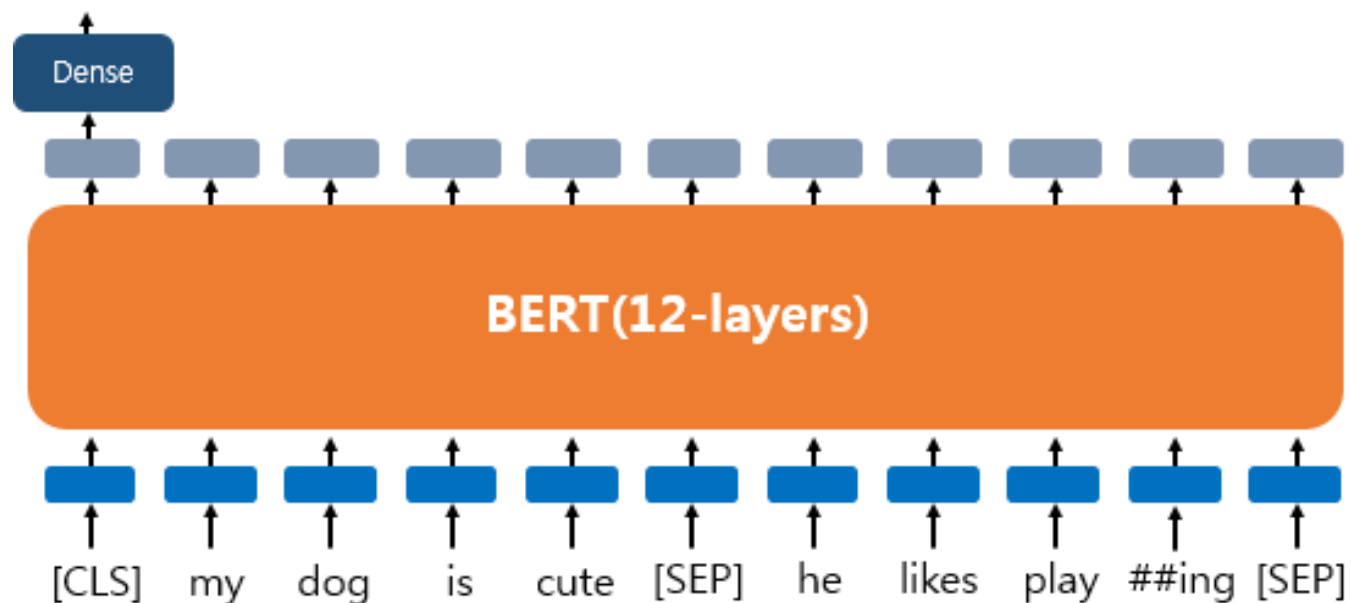 Dense
BERT(12-layers)
[CLS] my dog is cute [SEP] he likes play ##ing [SEP]